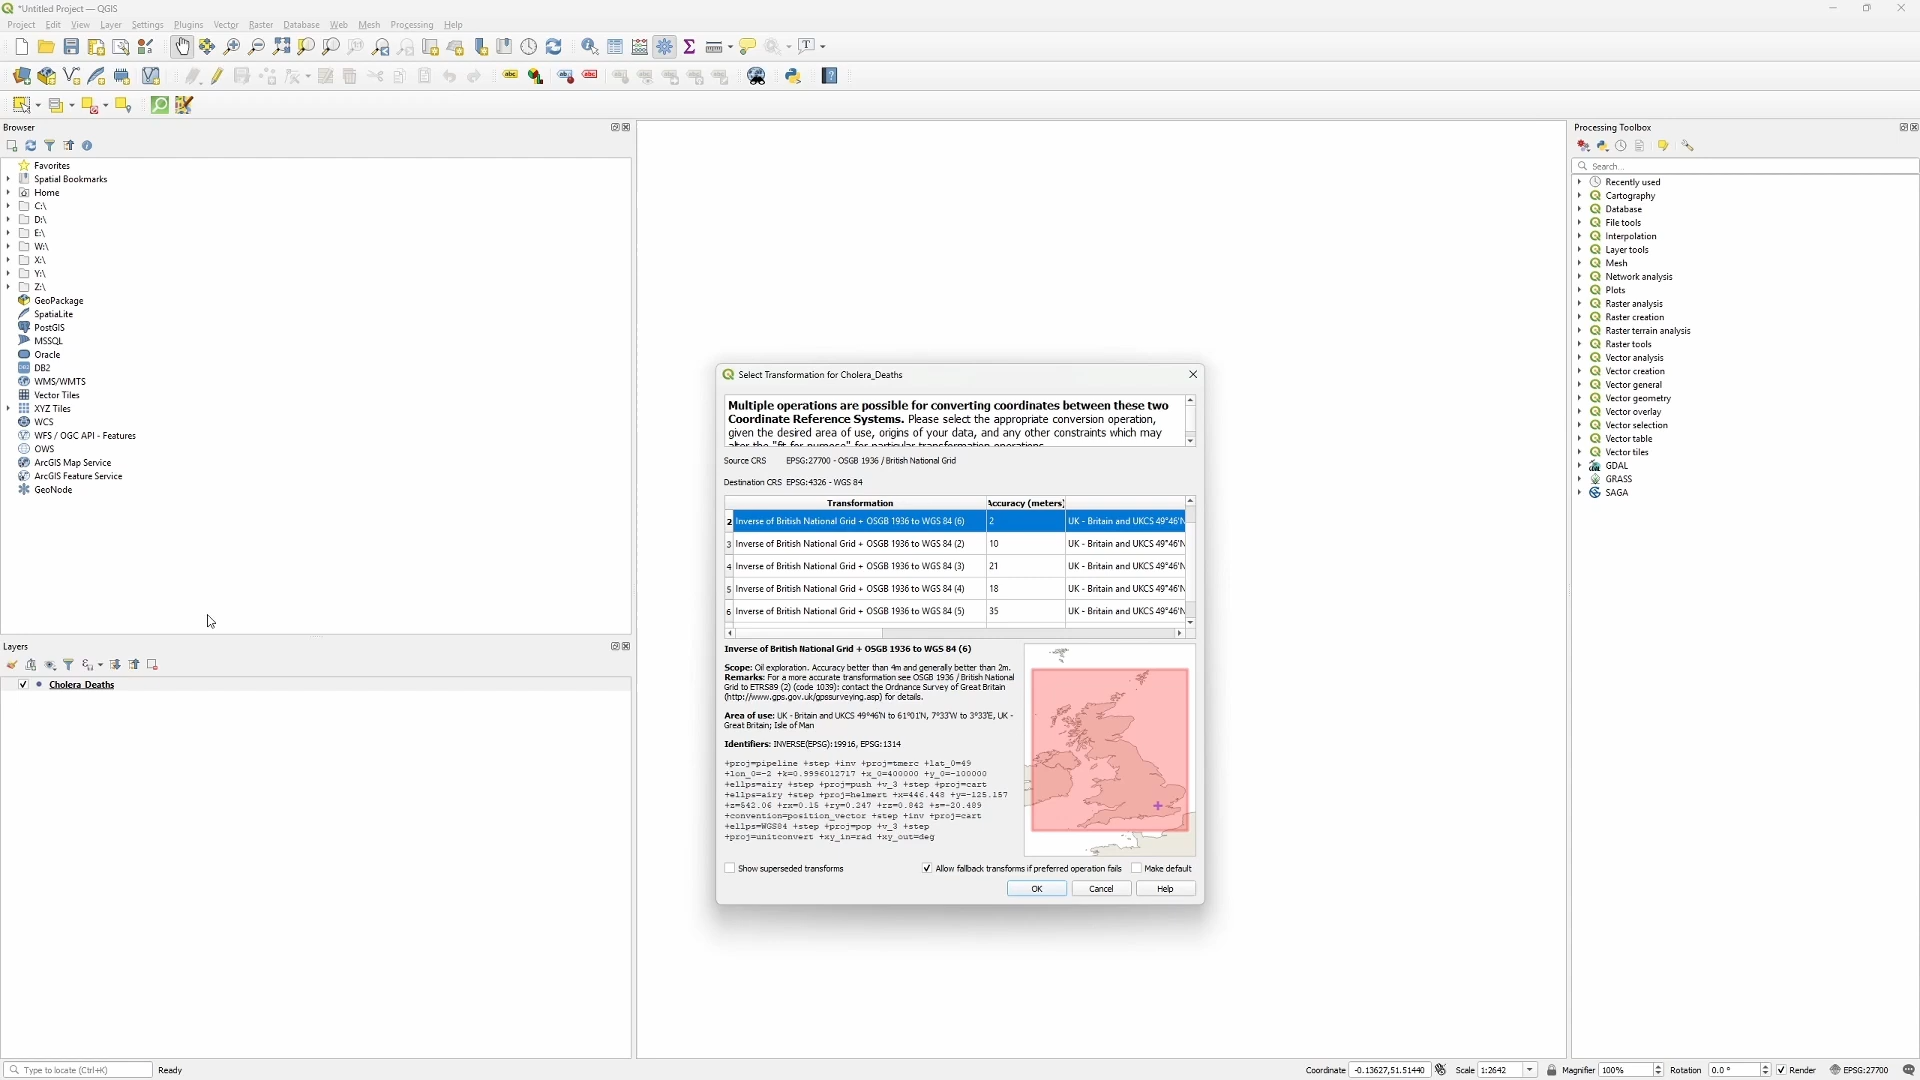 *Untitled Project — QGIS
Project Edit View Layer Settings Plugins Vector Raster Database Web Mesh Processing Help
Browser
Favorites
Spatial Bookmarks
Home
C:\
D:\
E:\
W:\
X:\
Y:\
Z:\
GeoPackage
SpatiaLite
PostGIS
MSSQL
Oracle
DB2
WMS/WMTS
Vector Tiles
XYZ Tiles
WCS
WFS / OGC API - Features
OWS
ArcGIS Map Service
ArcGIS Feature Service
GeoNode
Layers
Cholera_Deaths
Select Transformation for Cholera_Deaths
Multiple operations are possible for converting coordinates between these two
Coordinate Reference Systems. Please select the appropriate conversion operation,
given the desired area of use, origins of your data, and any other constraints which may
alter the "fit for purpose" for particular transformation operations.
Source CRS EPSG:27700 - OSGB 1936 / British National Grid
Destination CRS EPSG:4326 - WGS 84
Transformation Accuracy (meters)
2 Inverse of British National Grid + OSGB 1936 to WGS 84 (6) 2 UK - Britain and UKCS 49°46'N
3 Inverse of British National Grid + OSGB 1936 to WGS 84 (2) 10 UK - Britain and UKCS 49°46'N
4 Inverse of British National Grid + OSGB 1936 to WGS 84 (3) 21 UK - Britain and UKCS 49°46'N
5 Inverse of British National Grid + OSGB 1936 to WGS 84 (4) 18 UK - Britain and UKCS 49°46'N
6 Inverse of British National Grid + OSGB 1936 to WGS 84 (5) 35 UK - Britain and UKCS 49°46'N
Inverse of British National Grid + OSGB 1936 to WGS 84 (6)
Scope: Oil exploration. Accuracy better than 4m and generally better than 2m.
Remarks: For a more accurate transformation see OSGB 1936 / British National
Grid to ETRS89 (2) (code 1039): contact the Ordnance Survey of Great Britain
(http://www.gps.gov.uk/gpssurveying.asp) for details.
Area of use: UK - Britain and UKCS 49°46'N to 61°01'N, 7°33'W to 3°33'E, UK -
Great Britain; Isle of Man
Identifiers: INVERSE(EPSG):19916, EPSG:1314
+proj=pipeline +step +inv +proj=tmerc +lat_0=49
+lon_0=-2 +k=0.9996012717 +x_0=400000 +y_0=-100000
+ellps=airy +step +proj=push +v_3 +step +proj=cart
+ellps=airy +step +proj=helmert +x=446.448 +y=-125.157
+z=542.06 +rx=0.15 +ry=0.247 +rz=0.842 +s=-20.489
+convention=position_vector +step +inv +proj=cart
+ellps=WGS84 +step +proj=pop +v_3 +step
+proj=unitconvert +xy_in=rad +xy_out=deg
Show superseded transforms Allow fallback transforms if preferred operation fails Make default
OK Cancel Help
Processing Toolbox
Search...
Recently used
Cartography
Database
File tools
Interpolation
Layer tools
Mesh
Network analysis
Plots
Raster analysis
Raster creation
Raster terrain analysis
Raster tools
Vector analysis
Vector creation
Vector general
Vector geometry
Vector overlay
Vector selection
Vector table
Vector tiles
GDAL
GRASS
SAGA
Type to locate (Ctrl+K) Ready Coordinate -0.13627,51.51440 Scale 1:2642 Magnifier 100% Rotation 0.0 ° Render EPSG:27700